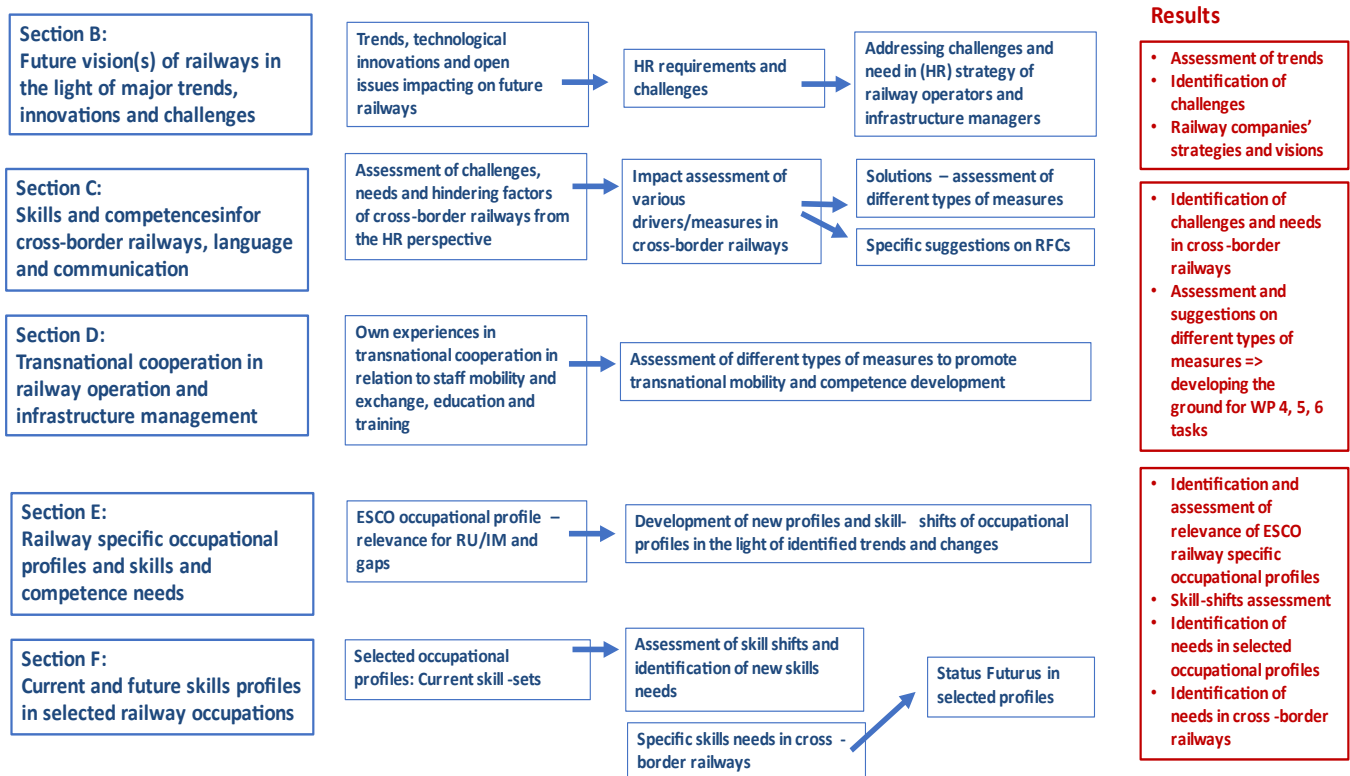 Section B:
Future vision(s) of railways in
the light of major trends,
innovations and challenges
Trends, technological
innovations and open
issues impacting on future
railways
HR requirements and
challenges
Addressing challenges and
need in (HR) strategy of
railway operators and
infrastructure managers
Results
• Assessment of trends
• Identification of
challenges
• Railway companies’
strategies and visions
Section C:
Skills and competencesinfor
cross-border railways, language
and communication
Assessment of challenges,
needs and hindering factors
of cross-border railways from
the HR perspective
Impact assessment of
various
drivers/measures in
cross-border railways
Solutions – assessment of
different types of measures
Specific suggestions on RFCs
• Identification of
challenges and needs
in cross -border
railways
• Assessment and
suggestions on
different types of
measures =>
developing the
ground for WP 4, 5, 6
tasks
Section D:
Transnational cooperation in
railway operation and
infrastructure management
Own experiences in
transnational cooperation in
relation to staff mobility and
exchange, education and
training
Assessment of different types of measures to promote
transnational mobility and competence development
Section E:
Railway specific occupational
profiles and skills and
competence needs
ESCO occupational profile –
relevance for RU/IM and
gaps
Development of new profiles and skill- shifts of occupational
profiles in the light of identified trends and changes
• Identification and
assessment of
relevance of ESCO
railway specific
occupational profiles
• Skill-shifts assessment
• Identification of
needs in selected
occupational profiles
• Identification of
needs in cross -border
railways
Section F:
Current and future skills profiles
in selected railway occupations
Selected occupational
profiles: Current skill -sets
Assessment of skill shifts and
identification of new skills
needs
Specific skills needs in cross -
border railways
Status Futurus in
selected profiles